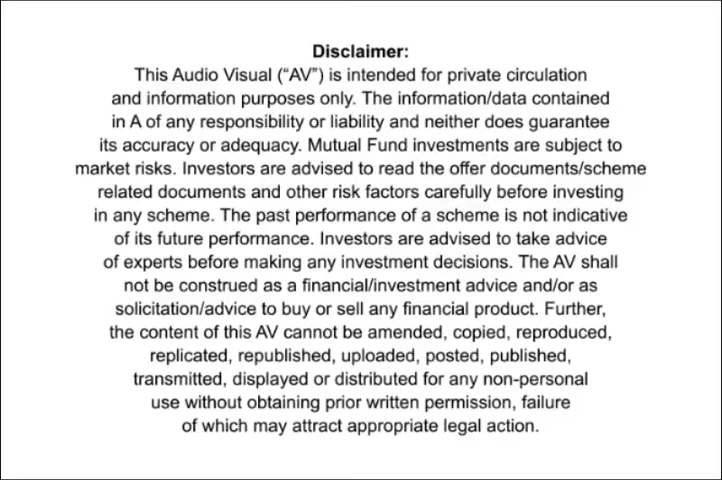 Disclaimer:
This Audio Visual (“AV”) is intended for private circulation
and information purposes only. The information/data contained
in A of any responsibility or liability and neither does guarantee
its accuracy or adequacy. Mutual Fund investments are subject to
market risks. Investors are advised to read the offer documents/scheme
related documents and other risk factors carefully before investing
in any scheme. The past performance of a scheme is not indicative
of its future performance. Investors are advised to take advice
of experts before making any investment decisions. The AV shall
not be construed as a financial/investment advice and/or as
solicitation/advice to buy or sell any financial product. Further,
the content of this AV cannot be amended, copied, reproduced,
replicated, republished, uploaded, posted, published,
transmitted, displayed or distributed for any non-personal
use without obtaining prior written permission, failure
of which may attract appropriate legal action.